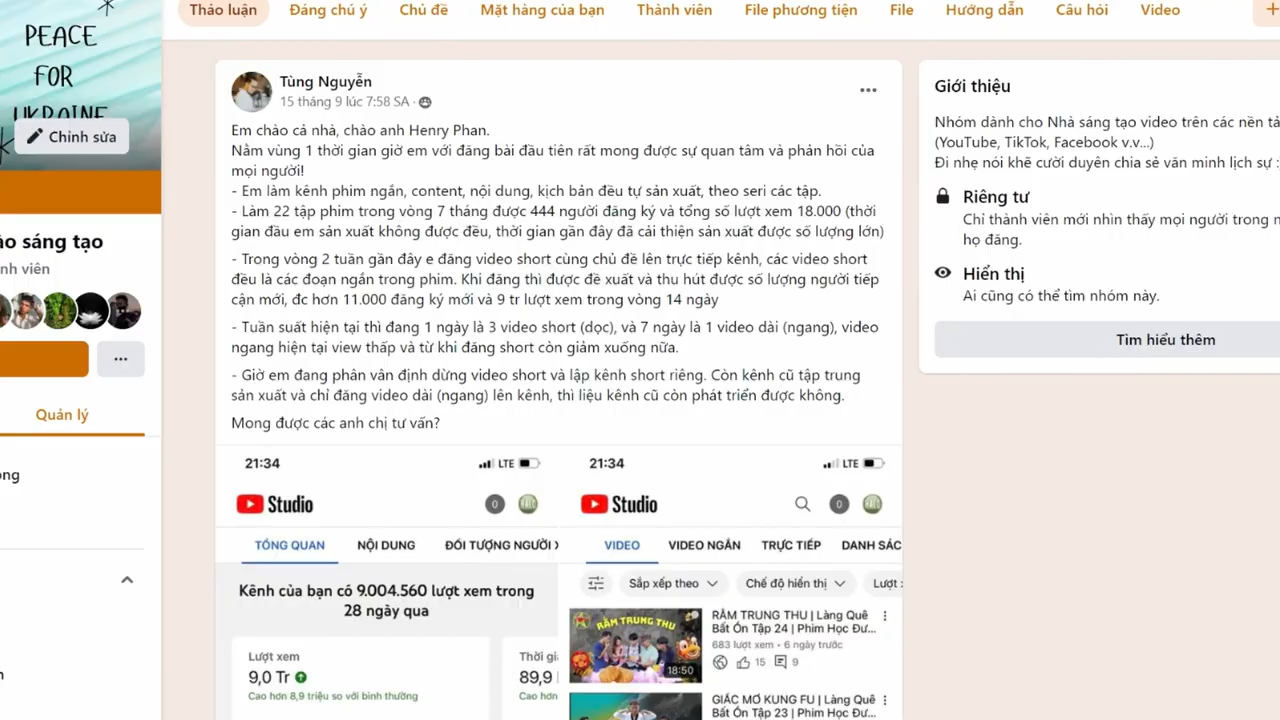 Thảo luận
Đáng chú ý
Chủ đề
Mặt hàng của bạn
Thành viên
File phương tiện
File
Hướng dẫn
Câu hỏi
Video
+
PEACE
FOR
UKRAINE
Chỉnh sửa
ào sáng tạo
nh viên
...
Quản lý
Tùng Nguyễn
15 tháng 9 lúc 7:58 SA ·
Em chào cả nhà, chào anh Henry Phan.
Nằm vùng 1 thời gian giờ em với đăng bài đầu tiên rất mong được sự quan tâm và phản hồi của
mọi người!
- Em làm kênh phim ngắn, content, nội dung, kịch bản đều tự sản xuất, theo seri các tập.
- Làm 22 tập phim trong vòng 7 tháng được 444 người đăng ký và tổng số lượt xem 18.000 (thời
gian đầu em sản xuất không được đều, thời gian gần đây đã cải thiện sản xuất được số lượng lớn)
- Trong vòng 2 tuần gần đây e đăng video short cùng chủ đề lên trực tiếp kênh, các video short
đều là các đoạn ngắn trong phim. Khi đăng thì được đề xuất và thu hút được số lượng người tiếp
cận mới, đc hơn 11.000 đăng ký mới và 9 tr lượt xem trong vòng 14 ngày
- Tuần suất hiện tại thì đang 1 ngày là 3 video short (dọc), và 7 ngày là 1 video dài (ngang), video
ngang hiện tại view thấp và từ khi đăng short còn giảm xuống nữa.
- Giờ em đang phân vân định dừng video short và lập kênh short riêng. Còn kênh cũ tập trung
sản xuất và chỉ đăng video dài (ngang) lên kênh, thì liệu kênh cũ còn phát triển được không.
Mong được các anh chị tư vấn?
21:34
LTE
Studio
0
TỔNG QUAN
NỘI DUNG
ĐỐI TƯỢNG NGƯỜI
Kênh của bạn có 9.004.560 lượt xem trong
28 ngày qua
Lượt xem
9,0 Tr
Cao hơn 8,9 triệu so với bình thường
Thời gi
89,9
Cao hơn
21:34
LTE
Studio
0
VIDEO
VIDEO NGẮN
TRỰC TIẾP
DANH SÁC
Sắp xếp theo
Chế độ hiển thị
Lượt
RẰM TRUNG THU
18:50
RẰM TRUNG THU | Làng Quê
Bất Ổn Tập 24 | Phim Học Đư...
683 lượt xem · 6 ngày trước
15
9
GIẤC MƠ KUNG FU | Làng Quê
Bất Ổn Tập 23 | Phim Học Đư...
Giới thiệu
Nhóm dành cho Nhà sáng tạo video trên các nền tả
(YouTube, TikTok, Facebook v.v...)
Đi nhẹ nói khẽ cười duyên chia sẻ văn minh lịch sự :
Riêng tư
Chỉ thành viên mới nhìn thấy mọi người trong n
họ đăng.
Hiển thị
Ai cũng có thể tìm nhóm này.
Tìm hiểu thêm